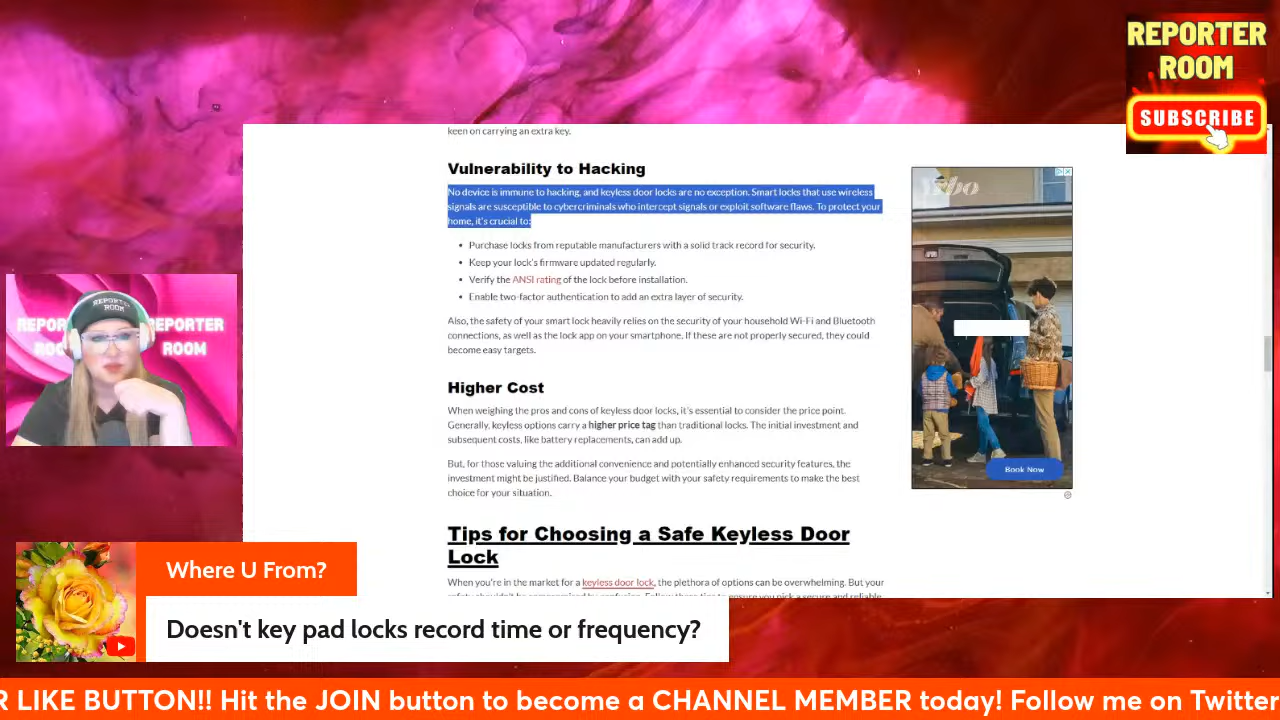 REPORTER
ROOM
SUBSCRIBE
keen on carrying an extra key.
Vulnerability to Hacking
No device is immune to hacking, and keyless door locks are no exception. Smart locks that use wireless
signals are susceptible to cybercriminals who intercept signals or exploit software flaws. To protect your
home, it's crucial to:
• Purchase locks from reputable manufacturers with a solid track record for security.
• Keep your lock's firmware updated regularly.
• Verify the ANSI rating of the lock before installation.
• Enable two-factor authentication to add an extra layer of security.
Also, the safety of your smart lock heavily relies on the security of your household Wi-Fi and Bluetooth
connections, as well as the lock app on your smartphone. If these are not properly secured, they could
become easy targets.
Higher Cost
When weighing the pros and cons of keyless door locks, it's essential to consider the price point.
Generally, keyless options carry a higher price tag than traditional locks. The initial investment and
subsequent costs, like battery replacements, can add up.
But, for those valuing the additional convenience and potentially enhanced security features, the
investment might be justified. Balance your budget with your safety requirements to make the best
choice for your situation.
Tips for Choosing a Safe Keyless Door
Lock
When you're in the market for a keyless door lock, the plethora of options can be overwhelming. But your
Vrbo
Book Now
REPORTER
ROOM
REPOR
ROO
REPORTER
ROOM
Where U From?
Doesn't key pad locks record time or frequency?
R LIKE BUTTON!! Hit the JOIN button to become a CHANNEL MEMBER today! Follow me on Twitter